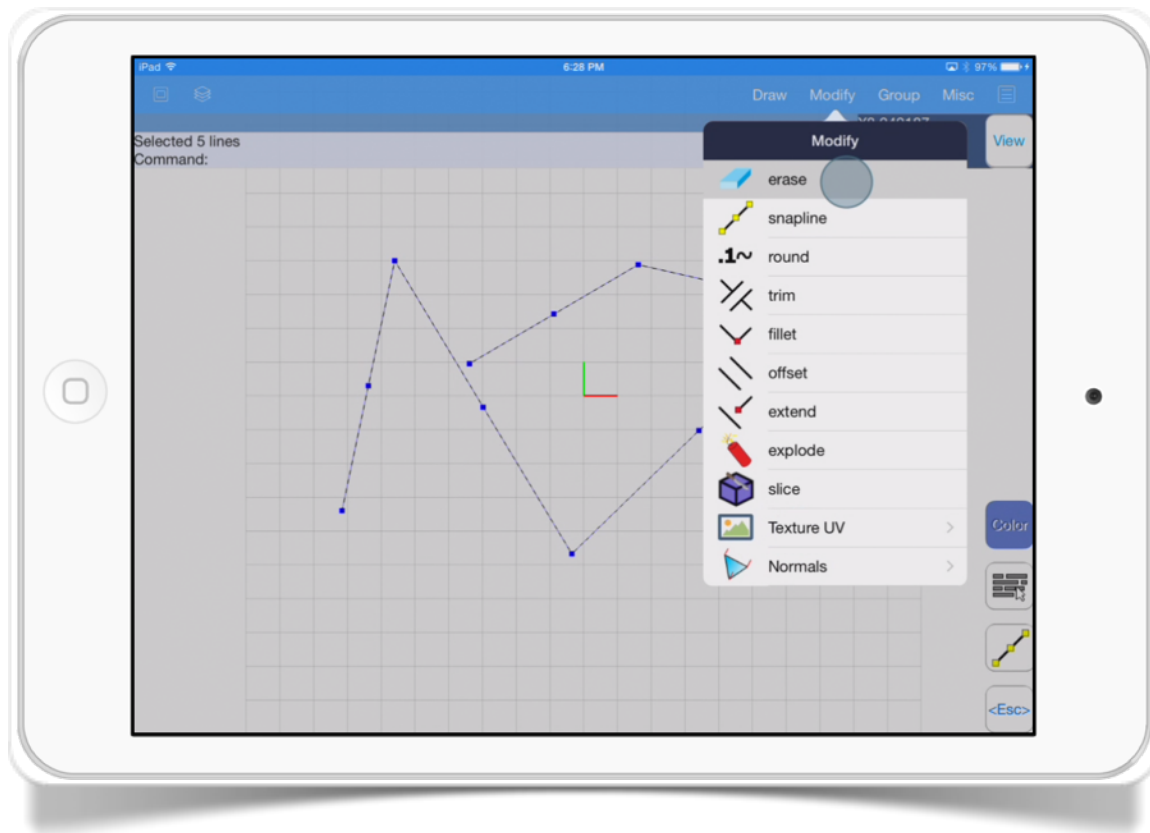 iPad 6:28 PM 97%
Draw Modify Group Misc
Selected 5 lines
Command:
View
Modify
erase
snapline
.1~ round
trim
fillet
offset
extend
explode
slice
Texture UV
Normals
Color
<Esc>